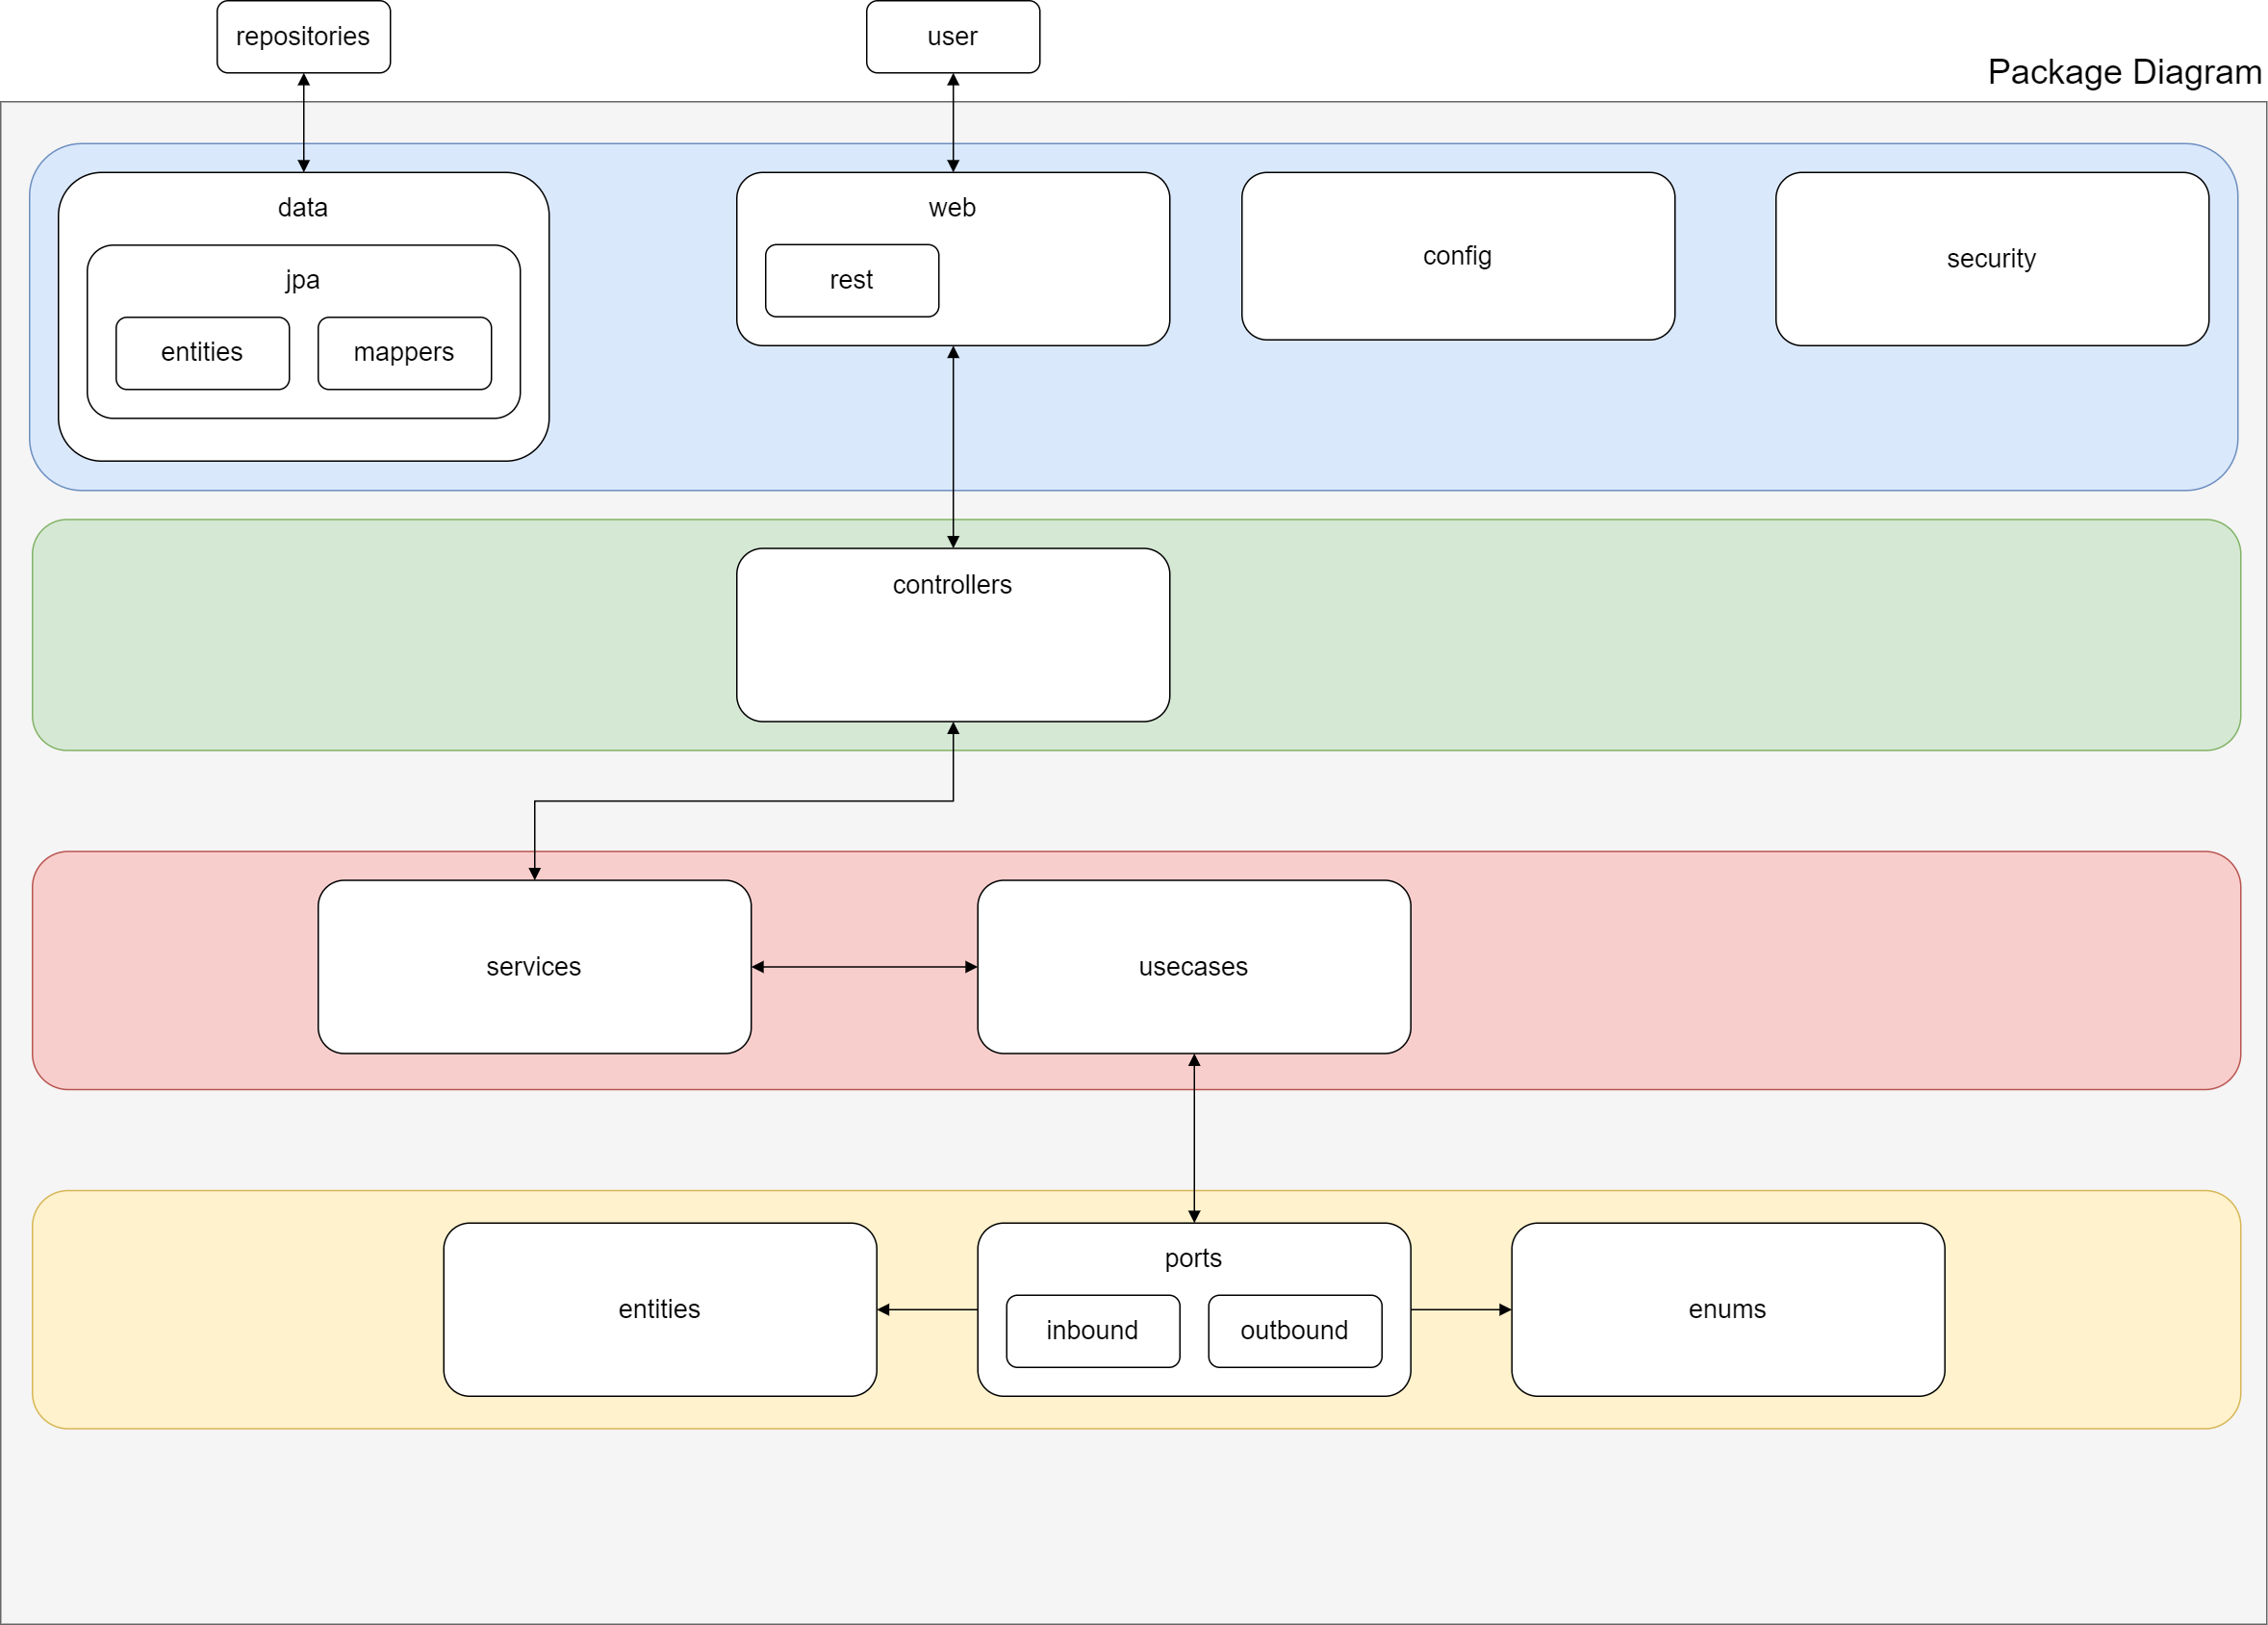 repositories
user
Package Diagram
data
web
config
security
jpa
rest
entities
mappers
controllers
services
usecases
entities
ports
enums
inbound
outbound